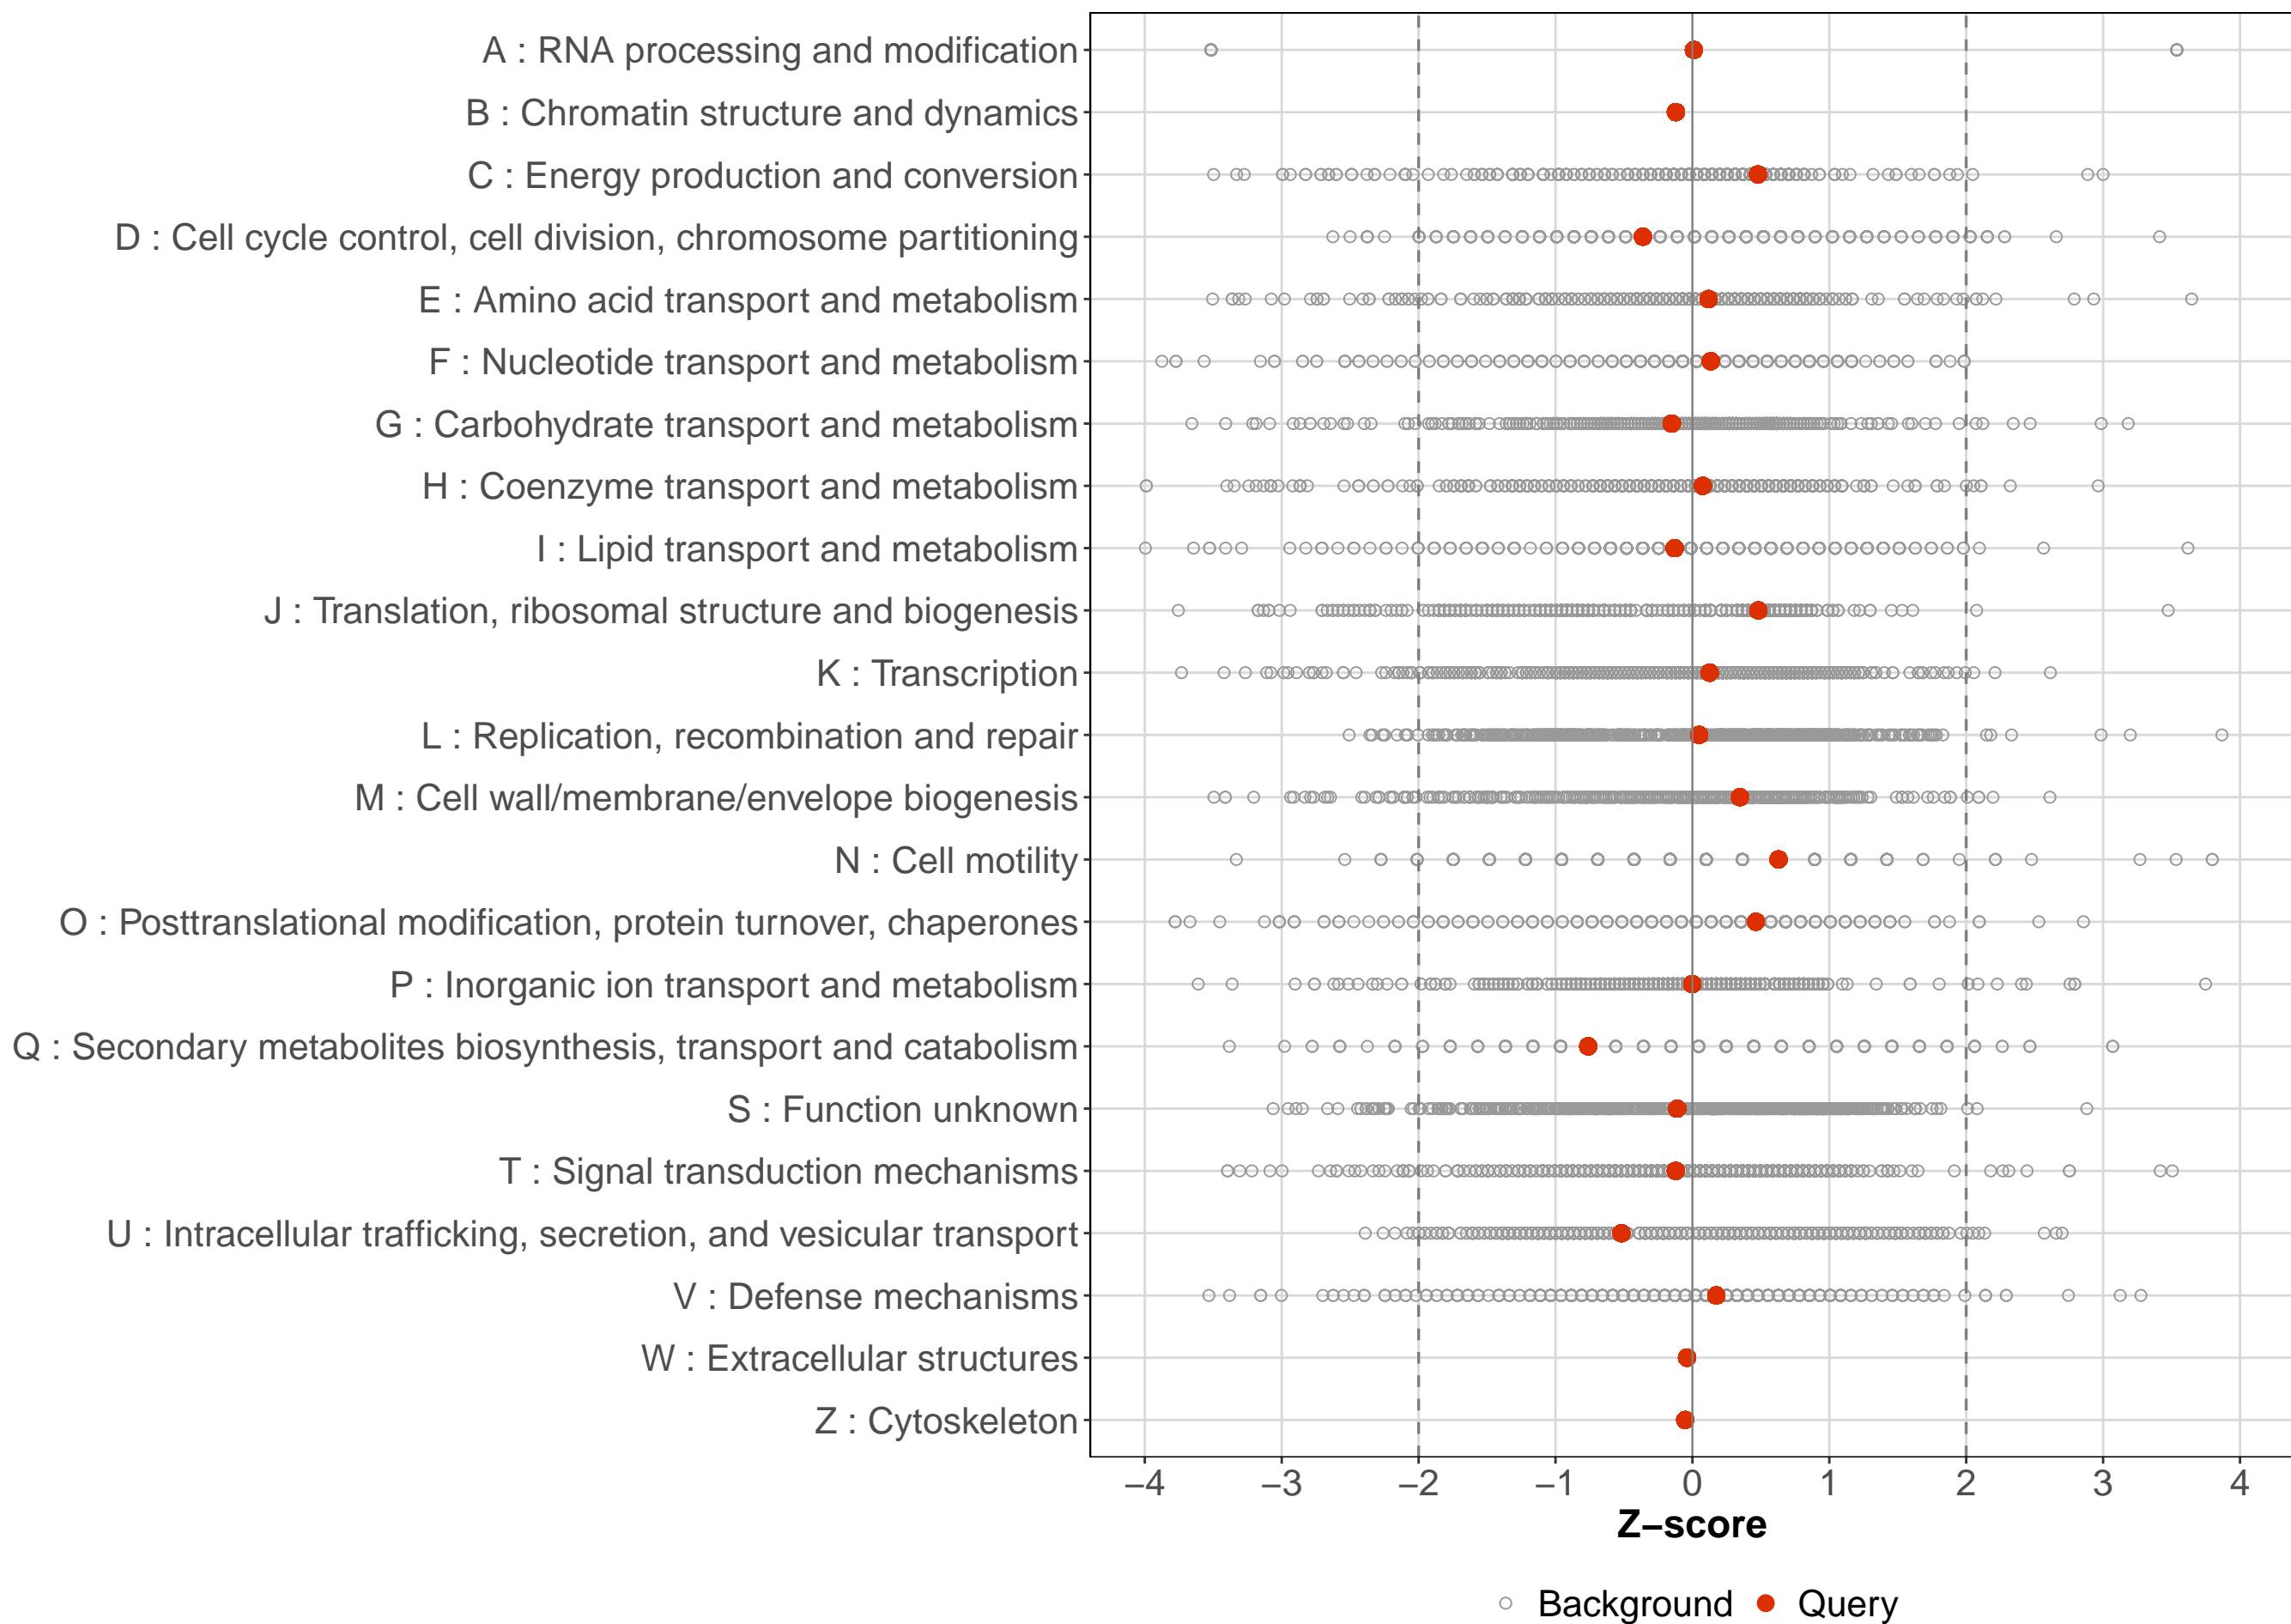 A : RNA processing and modification
B : Chromatin structure and dynamics
C : Energy production and conversion
D : Cell cycle control, cell division, chromosome partitioning
E : Amino acid transport and metabolism
F : Nucleotide transport and metabolism
G : Carbohydrate transport and metabolism
H : Coenzyme transport and metabolism
I : Lipid transport and metabolism
J : Translation, ribosomal structure and biogenesis
K : Transcription
L : Replication, recombination and repair
M : Cell wall/membrane/envelope biogenesis
N : Cell motility
O : Posttranslational modification, protein turnover, chaperones
P : Inorganic ion transport and metabolism
Q : Secondary metabolites biosynthesis, transport and catabolism
S : Function unknown
T : Signal transduction mechanisms
U : Intracellular trafficking, secretion, and vesicular transport
V : Defense mechanisms
W : Extracellular structures
Z : Cytoskeleton
−4 −3 −2 −1 0 1 2 3 4
Z−score
Background Query